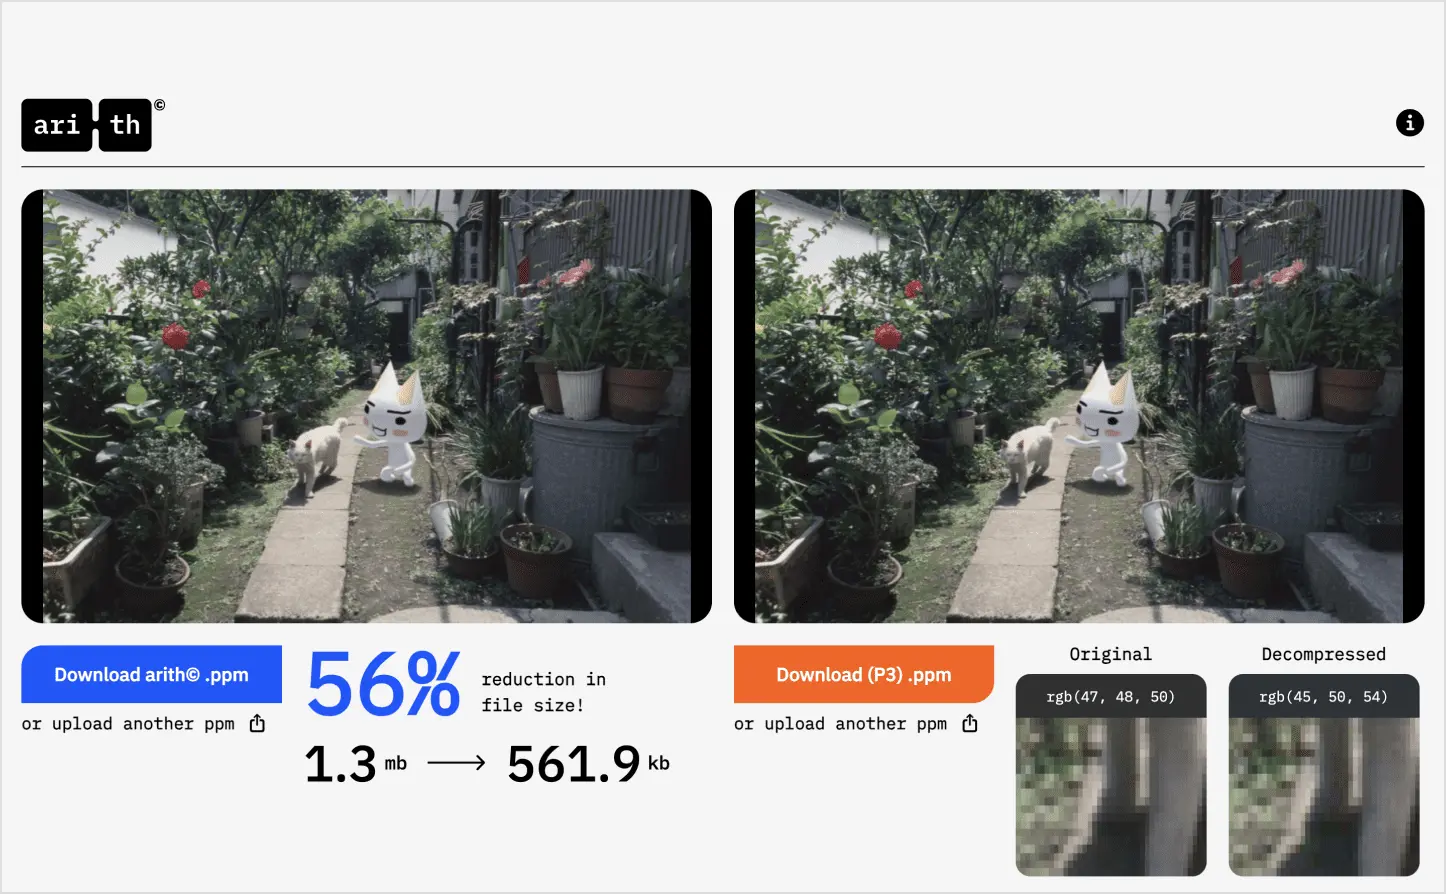 ari th ©
i
Download arith© .ppm
or upload another ppm
56%
reduction in
file size!
1.3 mb → 561.9 kb
Download (P3) .ppm
or upload another ppm
Original
rgb(47, 48, 50)
Decompressed
rgb(45, 50, 54)